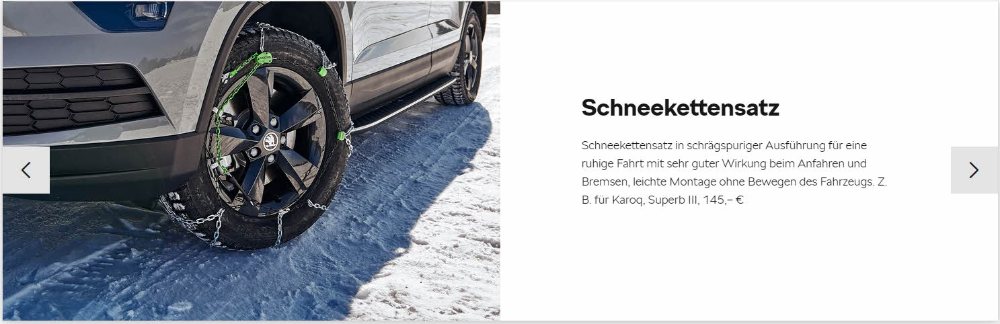 Schneekettensatz
Schneekettensatz in schrägspuriger Ausführung für eine
ruhige Fahrt mit sehr guter Wirkung beim Anfahren und
Bremsen, leichte Montage ohne Bewegen des Fahrzeugs. Z.
B. für Karoq, Superb III, 145,– €